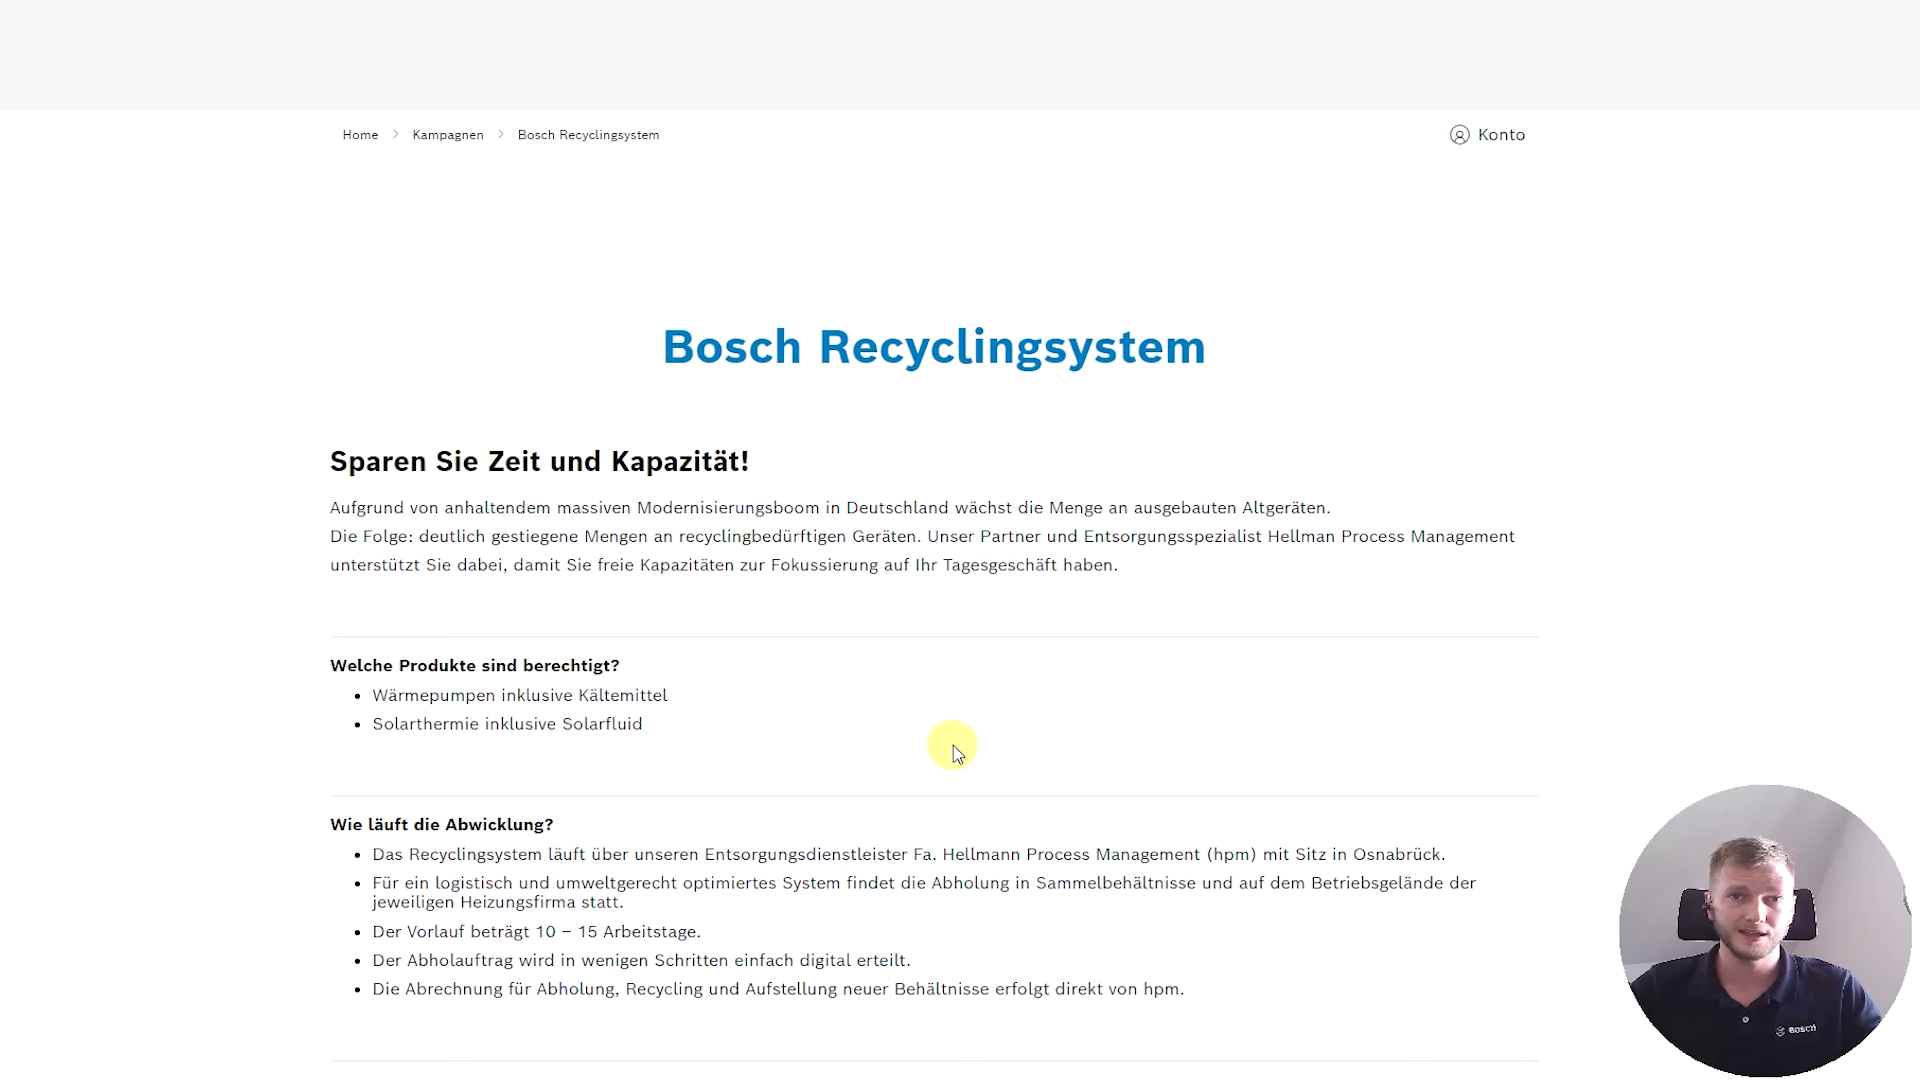 Home > Kampagnen > Bosch Recyclingsystem
Konto
Bosch Recyclingsystem
Sparen Sie Zeit und Kapazität!
Aufgrund von anhaltendem massiven Modernisierungsboom in Deutschland wächst die Menge an ausgebauten Altgeräten.
Die Folge: deutlich gestiegene Mengen an recyclingbedürftigen Geräten. Unser Partner und Entsorgungsspezialist Hellman Process Management
unterstützt Sie dabei, damit Sie freie Kapazitäten zur Fokussierung auf Ihr Tagesgeschäft haben.
Welche Produkte sind berechtigt?
• Wärmepumpen inklusive Kältemittel
• Solarthermie inklusive Solarfluid
Wie läuft die Abwicklung?
• Das Recyclingsystem läuft über unseren Entsorgungsdienstleister Fa. Hellmann Process Management (hpm) mit Sitz in Osnabrück.
• Für ein logistisch und umweltgerecht optimiertes System findet die Abholung in Sammelbehältnisse und auf dem Betriebsgelände der
jeweiligen Heizungsfirma statt.
• Der Vorlauf beträgt 10 – 15 Arbeitstage.
• Der Abholauftrag wird in wenigen Schritten einfach digital erteilt.
• Die Abrechnung für Abholung, Recycling und Aufstellung neuer Behältnisse erfolgt direkt von hpm.
BOSCH